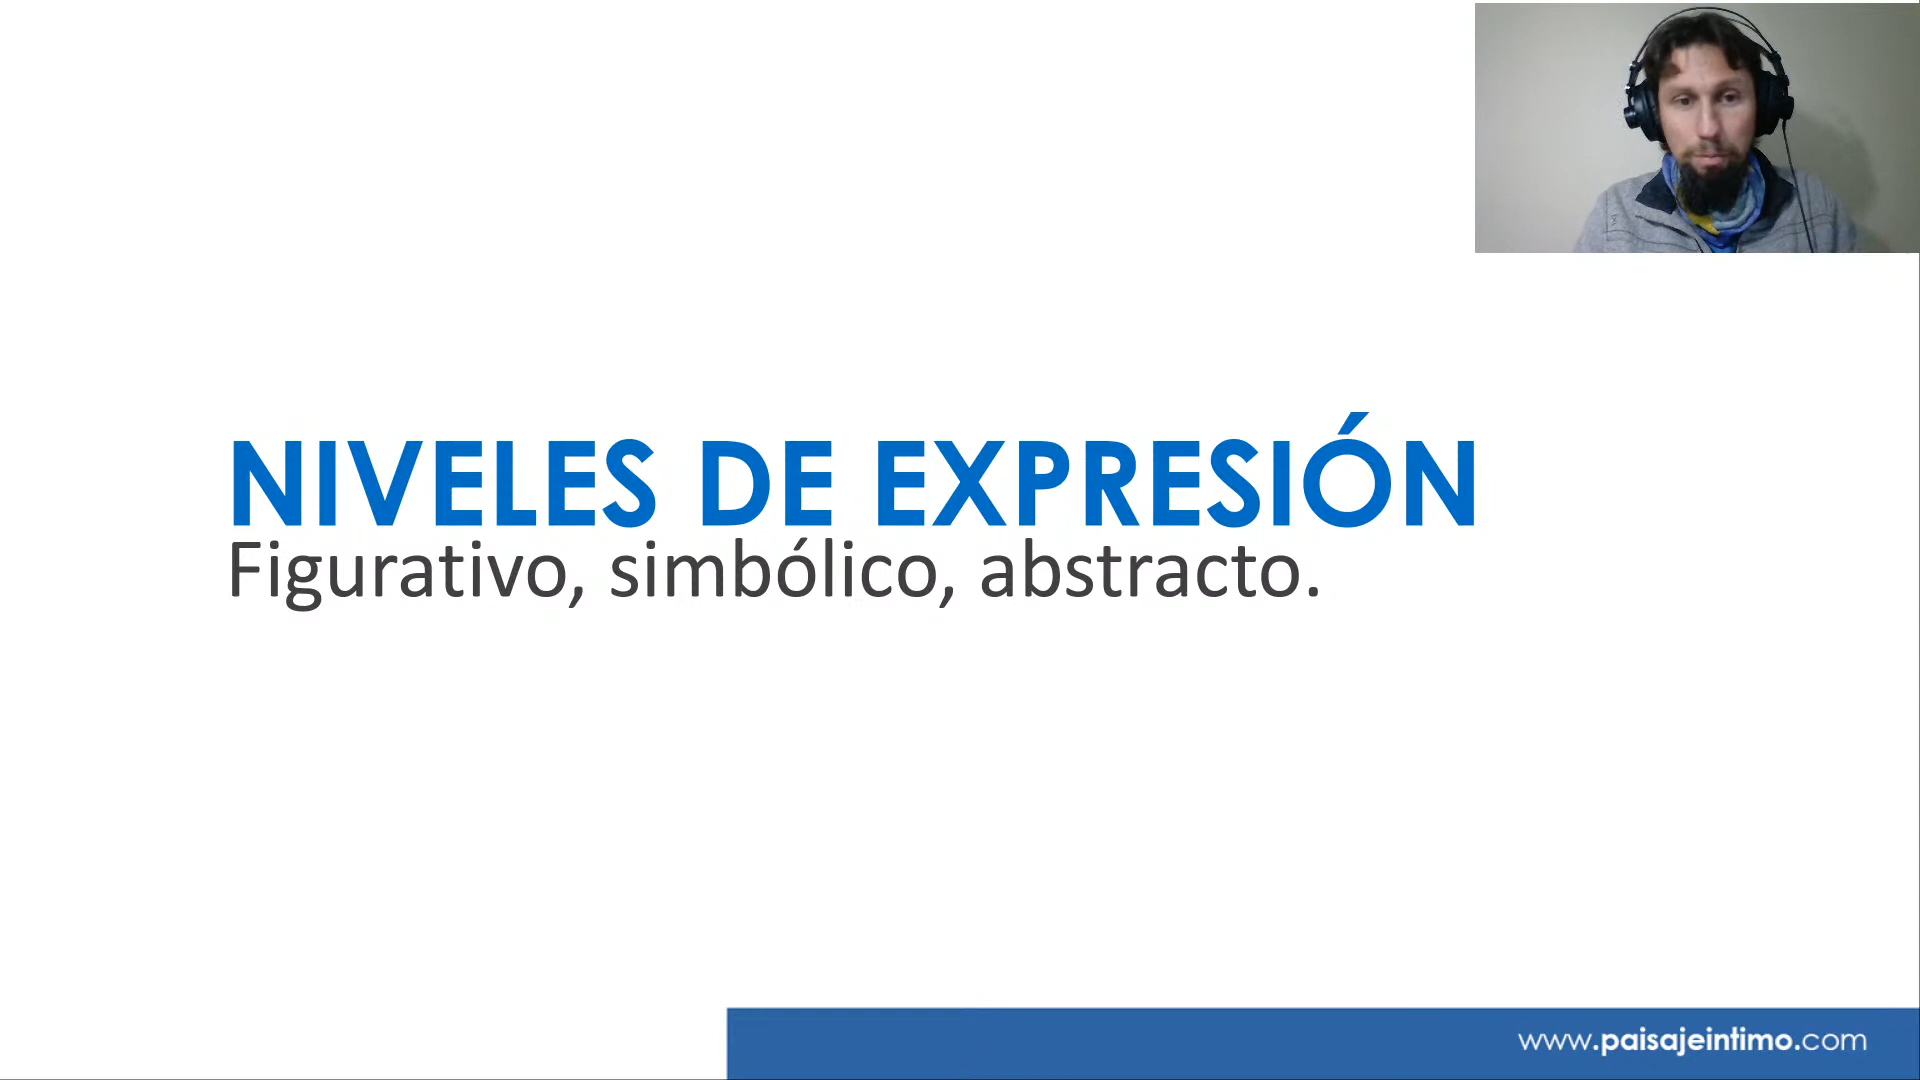 NIVELES DE EXPRESIÓN
Figurativo, simbólico, abstracto.
www.paisajeintimo.com